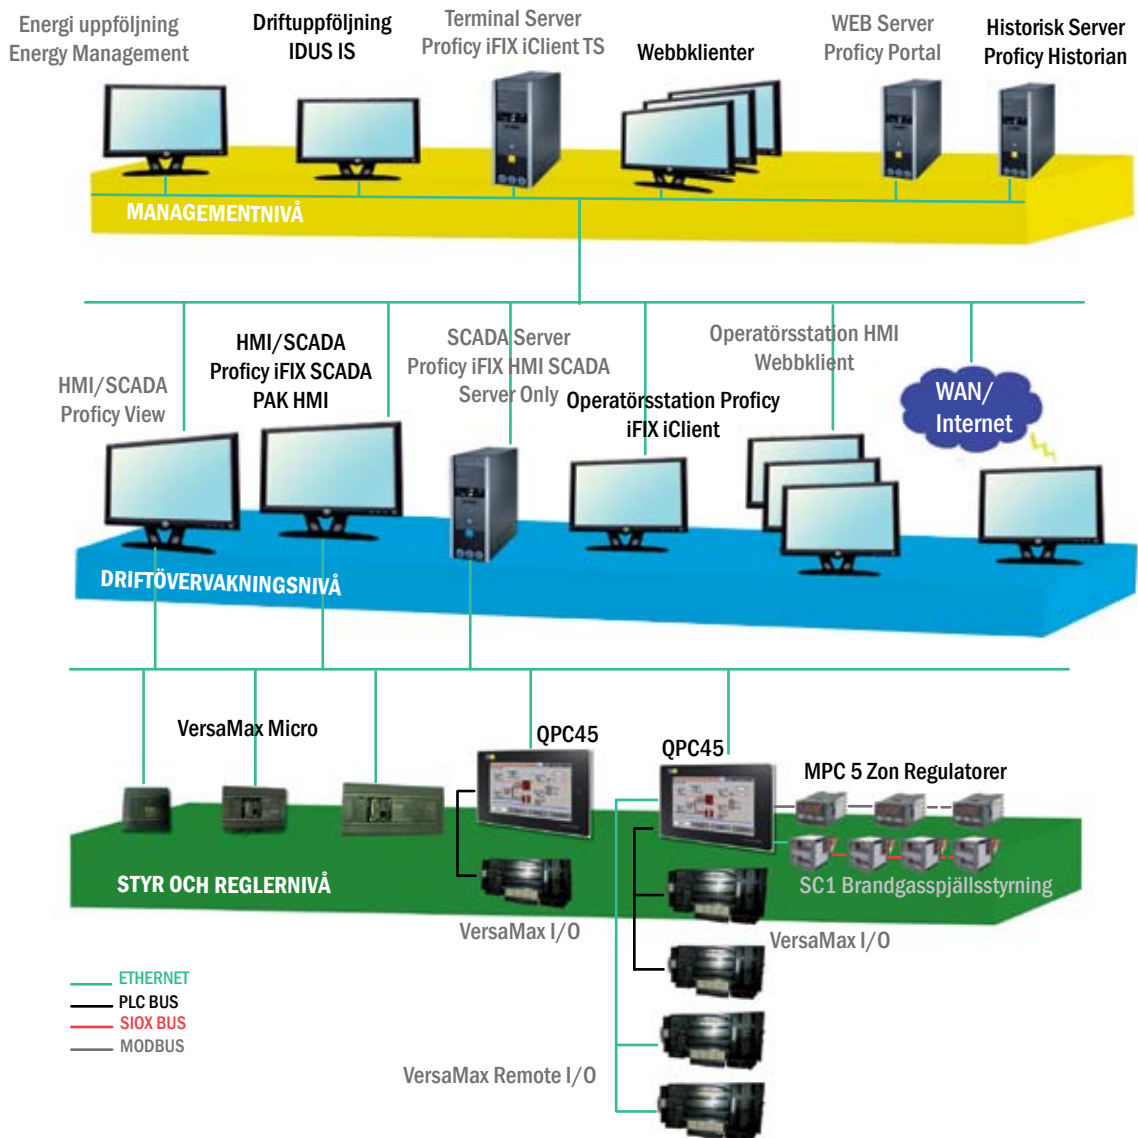 Energi uppföljning
Energy Management
Driftuppföljning
IDUS IS
Terminal Server
Proficy iFIX iClient TS
Webbklienter
WEB Server
Proficy Portal
Historisk Server
Proficy Historian
MANAGEMENTNIVÅ
HMI/SCADA
Proficy View
HMI/SCADA
Proficy iFIX SCADA
PAK HMI
SCADA Server
Proficy iFIX HMI SCADA
Server Only
Operatörsstation Proficy
iFIX iClient
Operatörsstation HMI
Webbklient
WAN/
Internet
DRIFTÖVERVAKNINGSNIVÅ
VersaMax Micro
QPC45
QPC45
MPC 5 Zon Regulatorer
STYR OCH REGLERNIVÅ
SC1 Brandgasspjällsstyrning
VersaMax I/O
VersaMax I/O
ETHERNET
PLC BUS
SIOX BUS
MODBUS
VersaMax Remote I/O